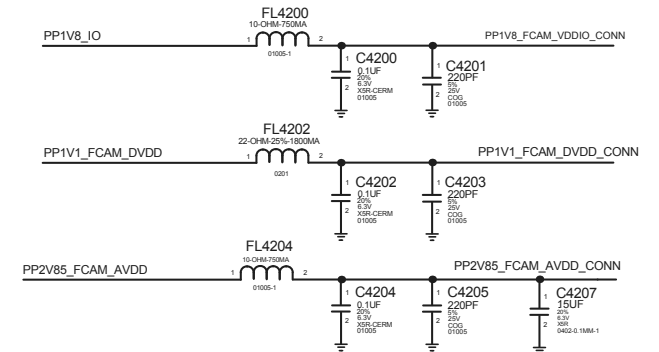 FL4200
10-OHM-750MA
PP1V8_IO
1
2
PP1V8_FCAM_VDDIO_CONN
01005-1
1
C4200
0.1UF
20%
6.3V
2
X5R-CERM
01005
1
C4201
220PF
5%
25V
2
COG
01005
FL4202
22-OHM-25%-1800MA
PP1V1_FCAM_DVDD
1
2
PP1V1_FCAM_DVDD_CONN
0201
1
C4202
0.1UF
20%
6.3V
2
X5R-CERM
01005
1
C4203
220PF
5%
25V
2
COG
01005
FL4204
10-OHM-750MA
PP2V85_FCAM_AVDD
1
2
PP2V85_FCAM_AVDD_CONN
01005-1
1
C4204
0.1UF
20%
6.3V
2
X5R-CERM
01005
1
C4205
220PF
5%
25V
2
COG
01005
1
C4207
15UF
20%
6.3V
2
X5R
0402-0.1MM-1